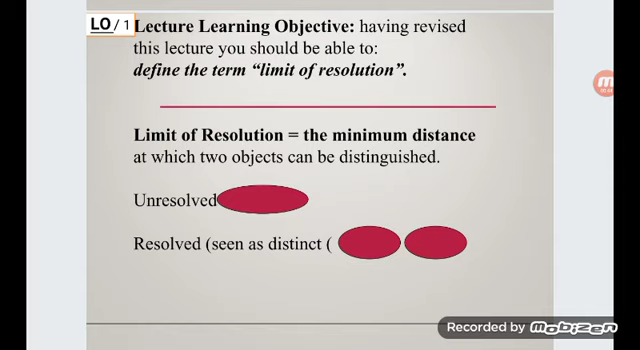 LO / 1
Lecture Learning Objective: having revised
this lecture you should be able to:
define the term “limit of resolution”.
Limit of Resolution = the minimum distance
at which two objects can be distinguished.
Unresolved
Resolved (seen as distinct (
Recorded by Mobizen